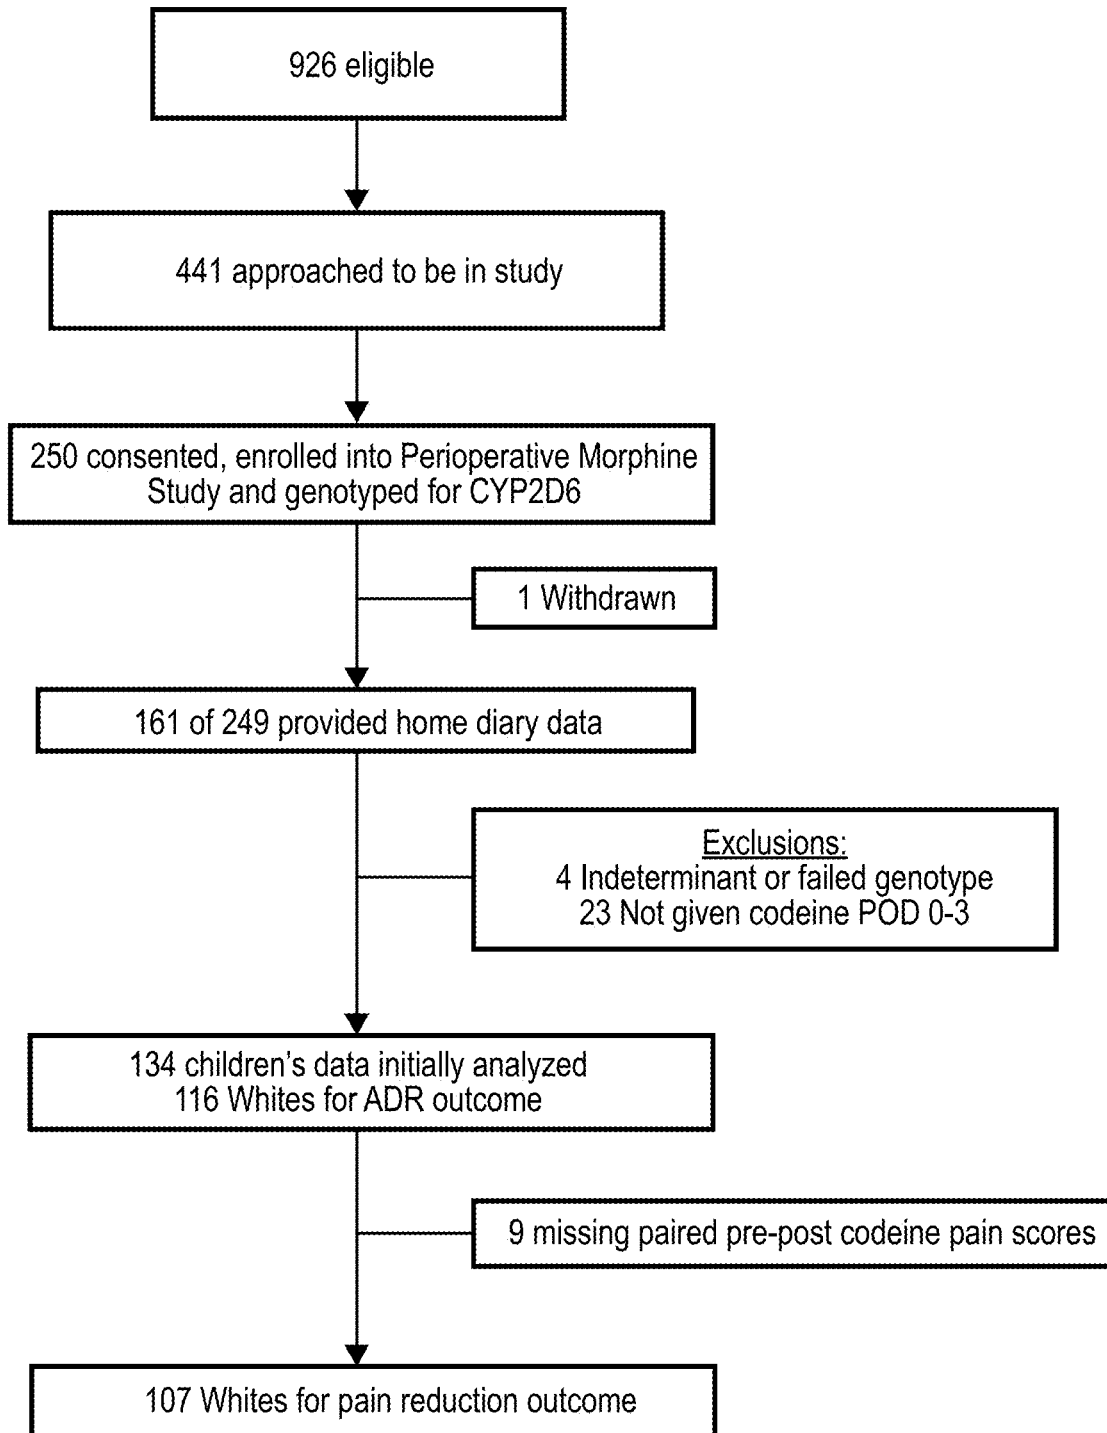 926 eligible
441 approached to be in study
250 consented, enrolled into Perioperative Morphine
Study and genotyped for CYP2D6
1 Withdrawn
161 of 249 provided home diary data
Exclusions:
4 Indeterminant or failed genotype
23 Not given codeine POD 0-3
134 children's data initially analyzed
116 Whites for ADR outcome
9 missing paired pre-post codeine pain scores
107 Whites for pain reduction outcome